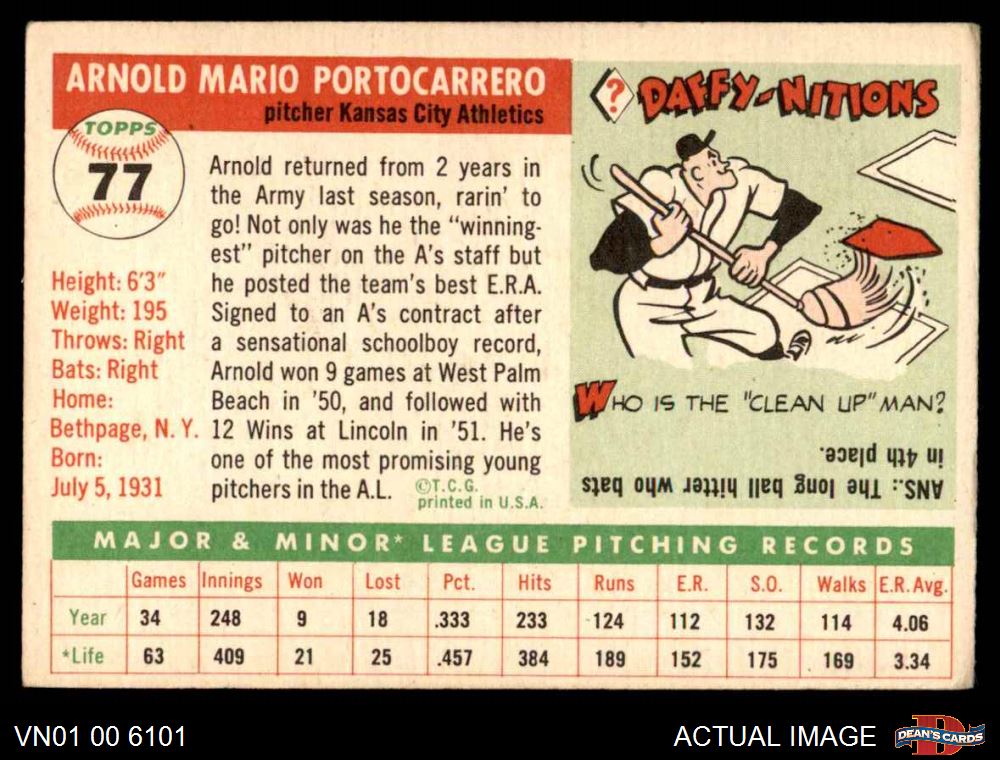 ARNOLD MARIO PORTOCARRERO
pitcher Kansas City Athletics
TOPPS
77
Height: 6'3"
Weight: 195
Throws: Right
Bats: Right
Home:
Bethpage, N. Y.
Born:
July 5, 1931
Arnold returned from 2 years in
the Army last season, rarin' to
go! Not only was he the "winning-
est" pitcher on the A's staff but
he posted the team's best E.R.A.
Signed to an A's contract after
a sensational schoolboy record,
Arnold won 9 games at West Palm
Beach in '50, and followed with
12 Wins at Lincoln in '51. He's
one of the most promising young
pitchers in the A.L.
©T.C.G.
printed in U.S.A.
? DAFFY-NITIONS
WHO IS THE "CLEAN UP" MAN?
ANS.: The long ball hitter who bats
in 4th place.
MAJOR & MINOR* LEAGUE PITCHING RECORDS
Games Innings Won Lost Pct. Hits Runs E.R. S.O. Walks E.R. Avg.
Year 34 248 9 18 .333 233 124 112 132 114 4.06
*Life 63 409 21 25 .457 384 189 152 175 169 3.34
VN01 00 6101
ACTUAL IMAGE
D
DEAN'S CARDS